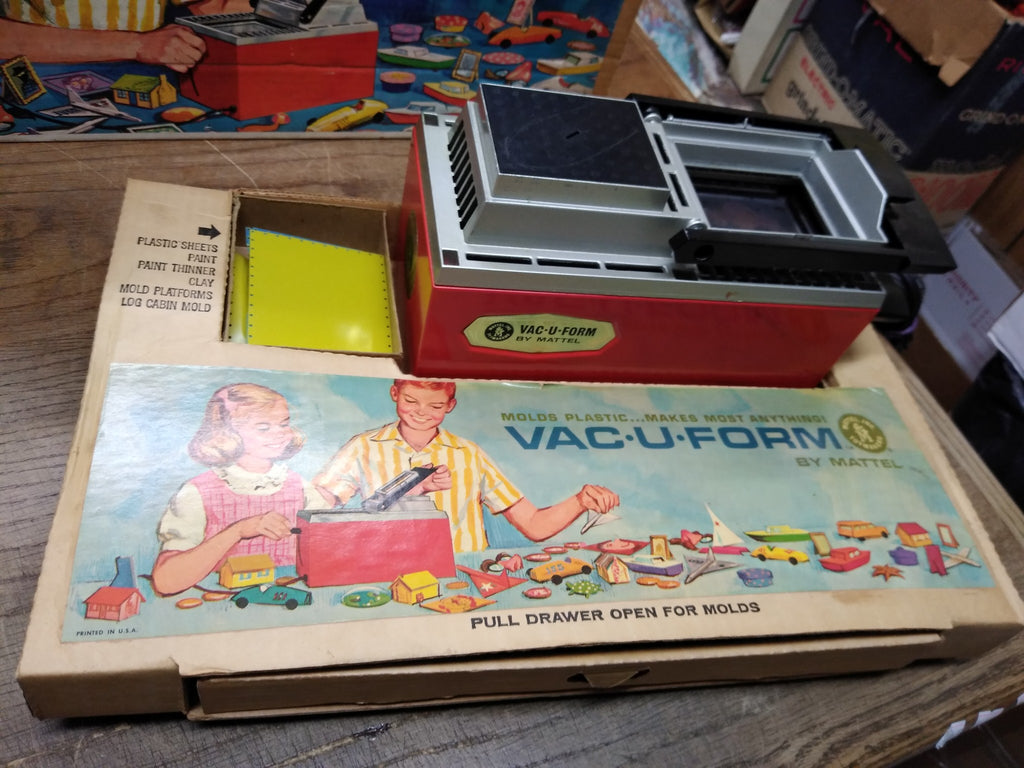 PLASTIC SHEETS
PAINT
PAINT THINNER
CLAY
MOLD PLATFORMS
LOG CABIN MOLD
VAC-U-FORM
BY MATTEL
MOLDS PLASTIC...MAKES MOST ANYTHING!
VAC·U·FORM
BY MATTEL
PULL DRAWER OPEN FOR MOLDS
PRINTED IN U.S.A.